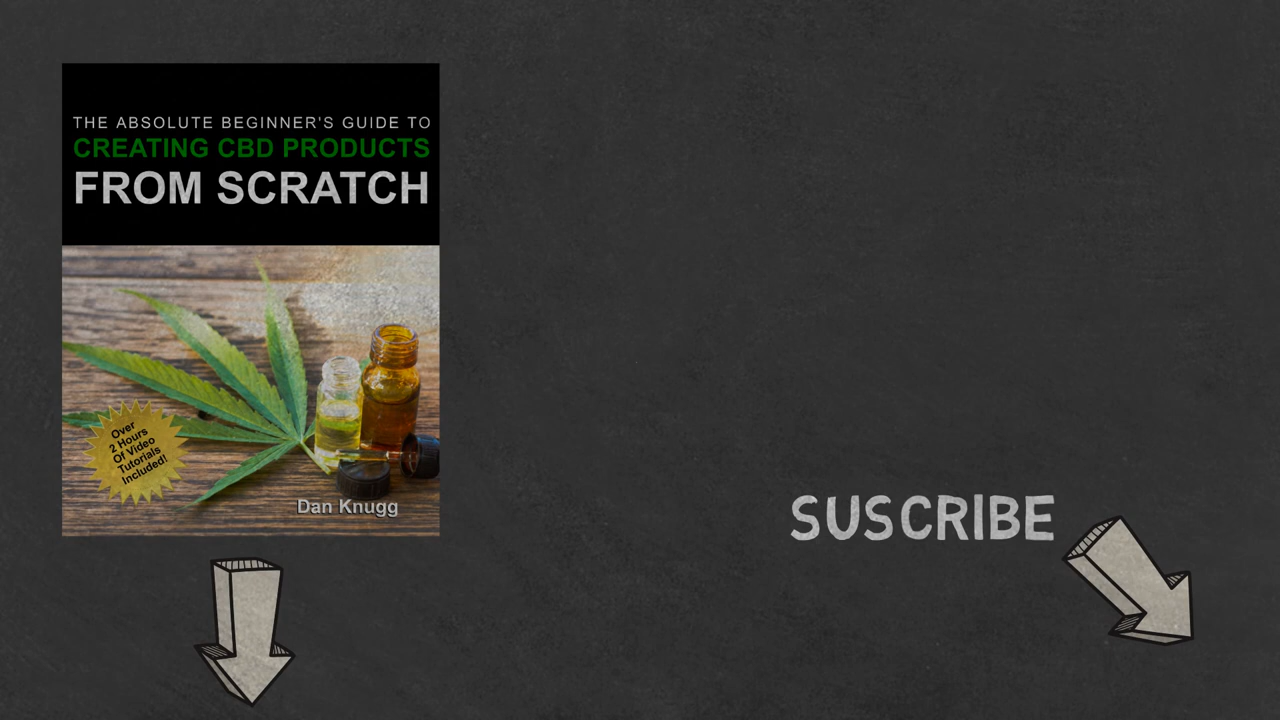 THE ABSOLUTE BEGINNER'S GUIDE TO
CREATING CBD PRODUCTS
FROM SCRATCH
Over
2 Hours
Of Video
Tutorials
Included!
Dan Knugg
SUSCRIBE